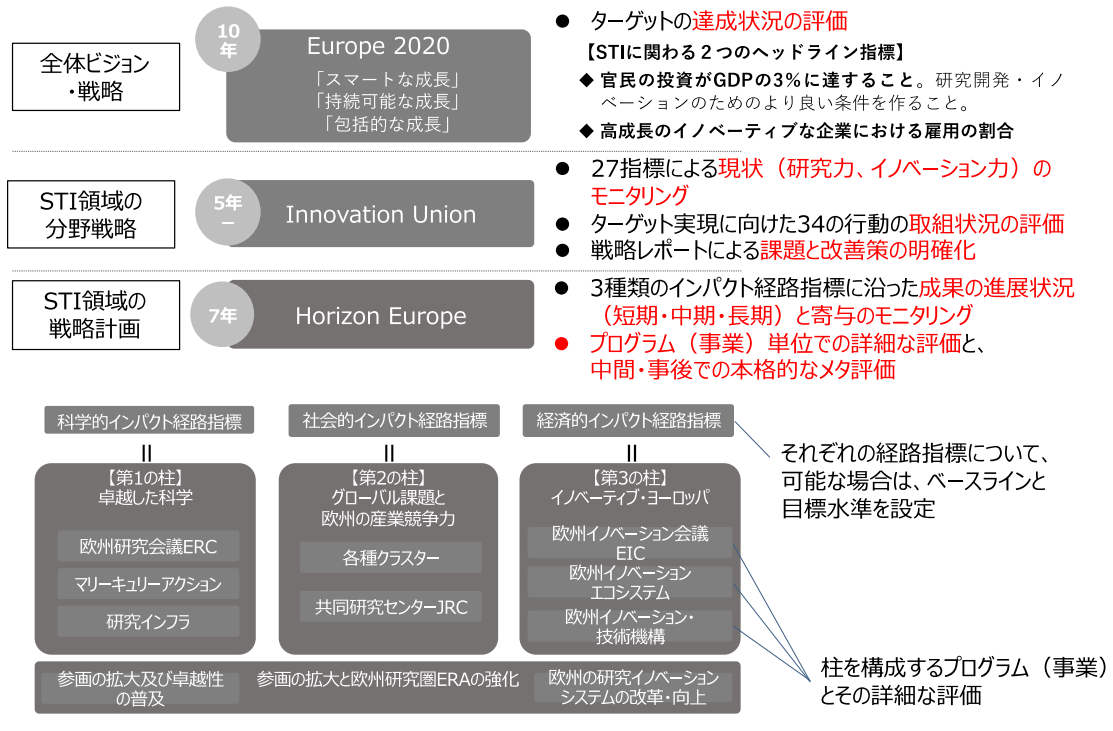 全体ビジョン
・戦略
10
年
Europe 2020
「スマートな成長」
「持続可能な成長」
「包括的な成長」
● ターゲットの達成状況の評価
【STIに関わる２つのヘッドライン指標】
◆ 官民の投資がGDPの3%に達すること。研究開発・イノ
ベーションのためのより良い条件を作ること。
◆ 高成長のイノベーティブな企業における雇用の割合
STI領域の
分野戦略
5年
–
Innovation Union
● 27指標による現状（研究力、イノベーション力）の
モニタリング
● ターゲット実現に向けた34の行動の取組状況の評価
● 戦略レポートによる課題と改善策の明確化
STI領域の
戦略計画
7年
Horizon Europe
● 3種類のインパクト経路指標に沿った成果の進展状況
（短期・中期・長期）と寄与のモニタリング
● プログラム（事業）単位での詳細な評価と、
中間・事後での本格的なメタ評価
科学的インパクト経路指標
社会的インパクト経路指標
経済的インパクト経路指標
=
=
=
それぞれの経路指標について、
可能な場合は、ベースラインと
目標水準を設定
【第1の柱】
卓越した科学
欧州研究会議ERC
マリーキュリーアクション
研究インフラ
【第2の柱】
グローバル課題と
欧州の産業競争力
各種クラスター
共同研究センターJRC
【第3の柱】
イノベーティブ・ヨーロッパ
欧州イノベーション会議
EIC
欧州イノベーション
エコシステム
欧州イノベーション・
技術機構
参画の拡大及び卓越性
の普及
参画の拡大と欧州研究圏ERAの強化
欧州の研究イノベーション
システムの改革・向上
柱を構成するプログラム（事業）
とその詳細な評価